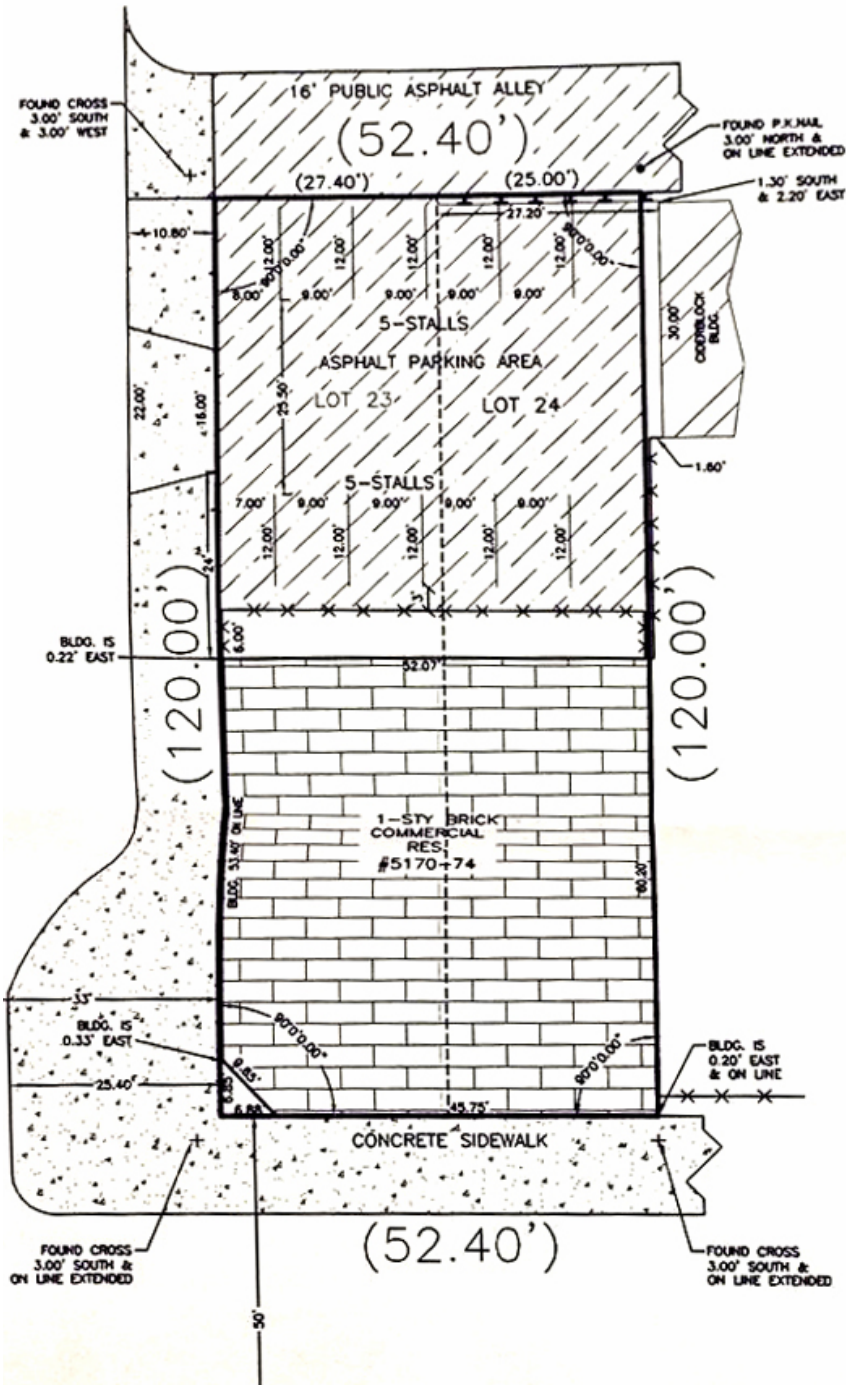 16' PUBLIC ASPHALT ALLEY
FOUND CROSS
3.00' SOUTH
& 3.00' WEST
(52.40')
FOUND P.K.NAIL
3.00' NORTH &
ON LINE EXTENDED
(27.40')
(25.00')
1.30' SOUTH
& 2.20' EAST
27.20'
10.80'
12.00'
12.00'
12.00'
12.00'
12.00'
90°0'0.00"
90°0'0.00"
8.00'
9.00'
9.00'
9.00'
9.00'
5-STALLS
30.00'
CIDERBLOCK
BLDG.
ASPHALT PARKING AREA
LOT 23
LOT 24
22.00'
16.00'
25.50'
1.60'
5-STALLS
7.00'
9.00'
9.00'
9.00'
9.00'
12.00'
12.00'
12.00'
12.00'
12.00'
24'
3'
(120.00')
(120.00')
6.00'
BLDG. IS
0.22' EAST
52.07'
1-STY BRICK
COMMERCIAL
RES.
#5170-74
BLDG. 53.40' ON LINE
60.20'
33'
BLDG. IS
0.33' EAST
90°0'0.00"
90°0'0.00"
BLDG. IS
0.20' EAST
& ON LINE
25.40'
9.65'
6.85'
6.88'
45.75'
CONCRETE SIDEWALK
(52.40')
FOUND CROSS
3.00' SOUTH &
ON LINE EXTENDED
FOUND CROSS
3.00' SOUTH &
ON LINE EXTENDED
50'